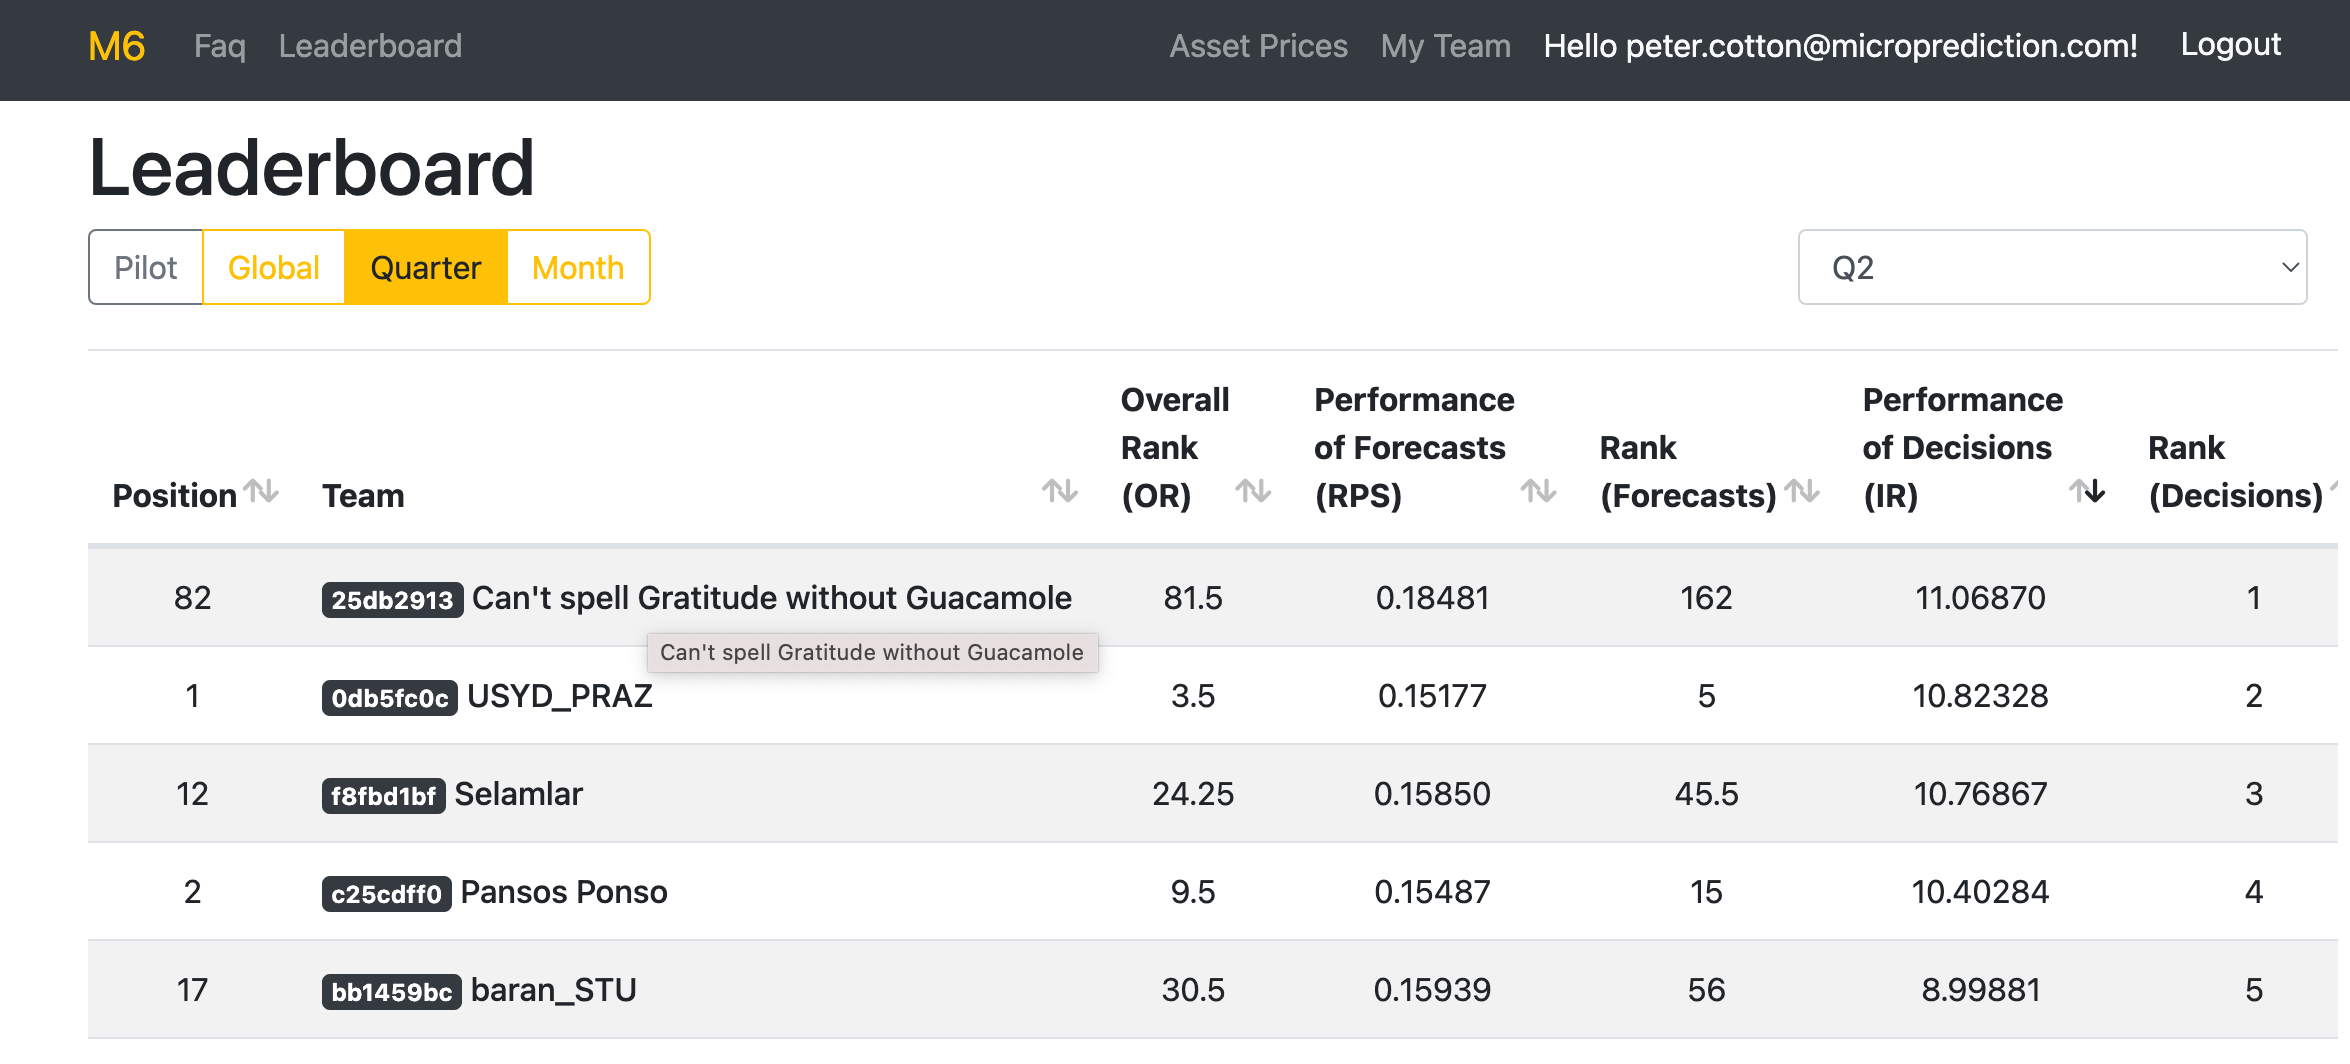 M6 Faq Leaderboard Asset Prices My Team Hello peter.cotton@microprediction.com! Logout
Leaderboard
Pilot Global Quarter Month Q2
Position Team Overall Rank (OR) Performance of Forecasts (RPS) Rank (Forecasts) Performance of Decisions (IR) Rank (Decisions)
82 25db2913 Can't spell Gratitude without Guacamole 81.5 0.18481 162 11.06870 1
Can't spell Gratitude without Guacamole
1 0db5fc0c USYD_PRAZ 3.5 0.15177 5 10.82328 2
12 f8fbd1bf Selamlar 24.25 0.15850 45.5 10.76867 3
2 c25cdff0 Pansos Ponso 9.5 0.15487 15 10.40284 4
17 bb1459bc baran_STU 30.5 0.15939 56 8.99881 5